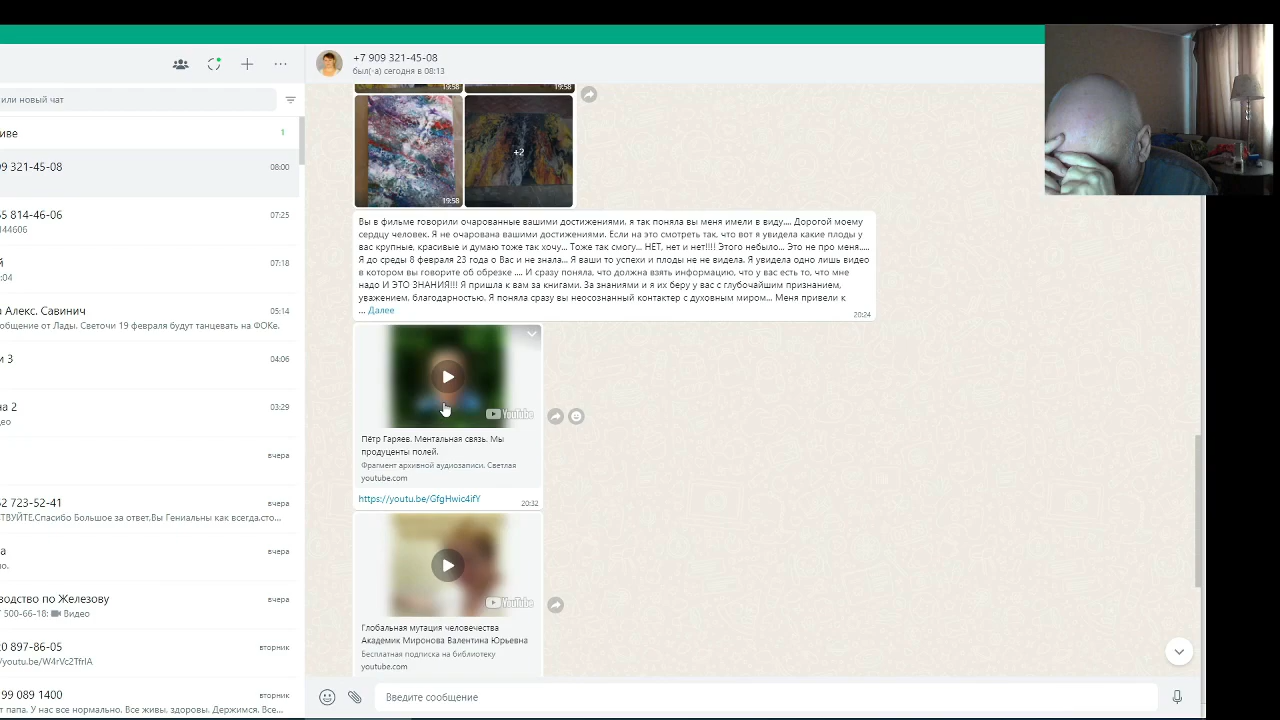 +7 909 321-45-08
был(-а) сегодня в 08:13
или новый чат
иве
1
99 321-45-08
08:00
55 814-46-06
07:25
144606
й
07:18
:04
а Алекс. Савинич
05:14
ообщение от Лады. Светочи 19 февраля будут танцевать на ФОКе.
и 3
04:06
на 2
03:29
део
вчера
52 723-52-41
вчера
СТВУЙТЕ.Спасибо Большое за ответ,Вы Гениальны как всегда,сто...
а
вчера
о.
водство по Железову
вчера
7 500-66-18: Видео
20 897-86-05
вторник
/youtu.be/W4rVc2TfrIA
99 089 1400
вторник
т папа. У нас все нормально. Все живы, здоровы. Держимся. Все...
19:58
19:58
+2
19:58
Вы в фильме говорили очарованные вашими достижениями, я так поняла вы меня имели в виду.... Дорогой моему
сердцу человек. Я не очарована вашими достижениями. Если на это смотреть так, что вот я увидела какие плоды у
вас крупные, красивые и думаю тоже так хочу... Тоже так смогу... НЕТ, нет и нет!!!! Этого небыло... Это не про меня.....
Я до среды 8 февраля 23 года о Вас и не знала... Я ваши то успехи и плоды не не видела. Я увидела одно лишь видео
в котором вы говорите об обрезке .... И сразу поняла, что должна взять информацию, что у вас есть то, что мне
надо И ЭТО ЗНАНИЯ!!! Я пришла к вам за книгами. За знаниями и я их беру у вас с глубочайшим признанием,
уважением, благодарностью. Я поняла сразу вы неосознанный контактер с духовным миром... Меня привели к
... Далее
20:24
YouTube
Пётр Гаряев. Ментальная связь. Мы
продуценты полей.
Фрагмент архивной аудиозаписи. Светлая
youtube.com
https://youtu.be/GfgHwic4ifY
20:32
YouTube
Глобальная мутация человечества
Академик Миронова Валентина Юрьевна
Бесплатная подписка на библиотеку
youtube.com
Введите сообщение